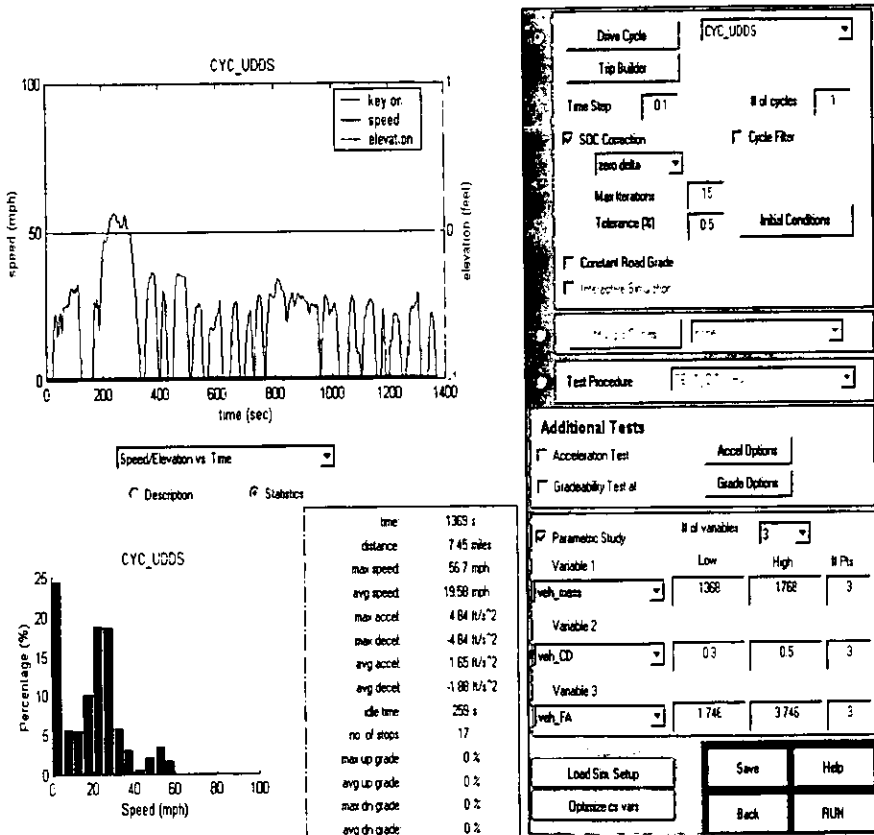 CYC_UDDS
100
50
0
1
0
-1
key on
speed
elevation
speed (mph)
elevation (feet)
0 200 400 600 800 1000 1200 1400
time (sec)
Speed/Elevation vs. Time
Description Statistics
CYC_UDDS
25
20
15
10
5
0
Percentage (%)
0 20 40 60 80 100
Speed (mph)
time 1369 s
distance 7.45 miles
max speed 56.7 mph
avg speed 19.58 mph
max accel 4.84 ft/s^2
max decel -4.84 ft/s^2
avg accel 1.65 ft/s^2
avg decel -1.88 ft/s^2
idle time 259 s
no of stops 17
max up grade 0 %
avg up grade 0 %
max dn grade 0 %
avg dn grade 0 %
Drive Cycle CYC_UDDS
Trip Builder
Time Step # of cycles 1
SOC Correction Cycle Filter
zero delta
Max Iterations 15
Tolerance (%) 0.5 Initial Conditions
Constant Road Grade
Interactive Simulation
Test Procedure
Additional Tests
Acceleration Test Accel Options
Gradeability Test at Grade Options
Parametric Study # of variables 3
Variable 1 Low High # Pts
veh_mass 1368 1768 3
Variable 2
veh_CD 0.3 0.5 3
Variable 3
veh_FA 1.746 3.746 3
Load Sim. Setup Save Help
Optimize cs vars Back RUN